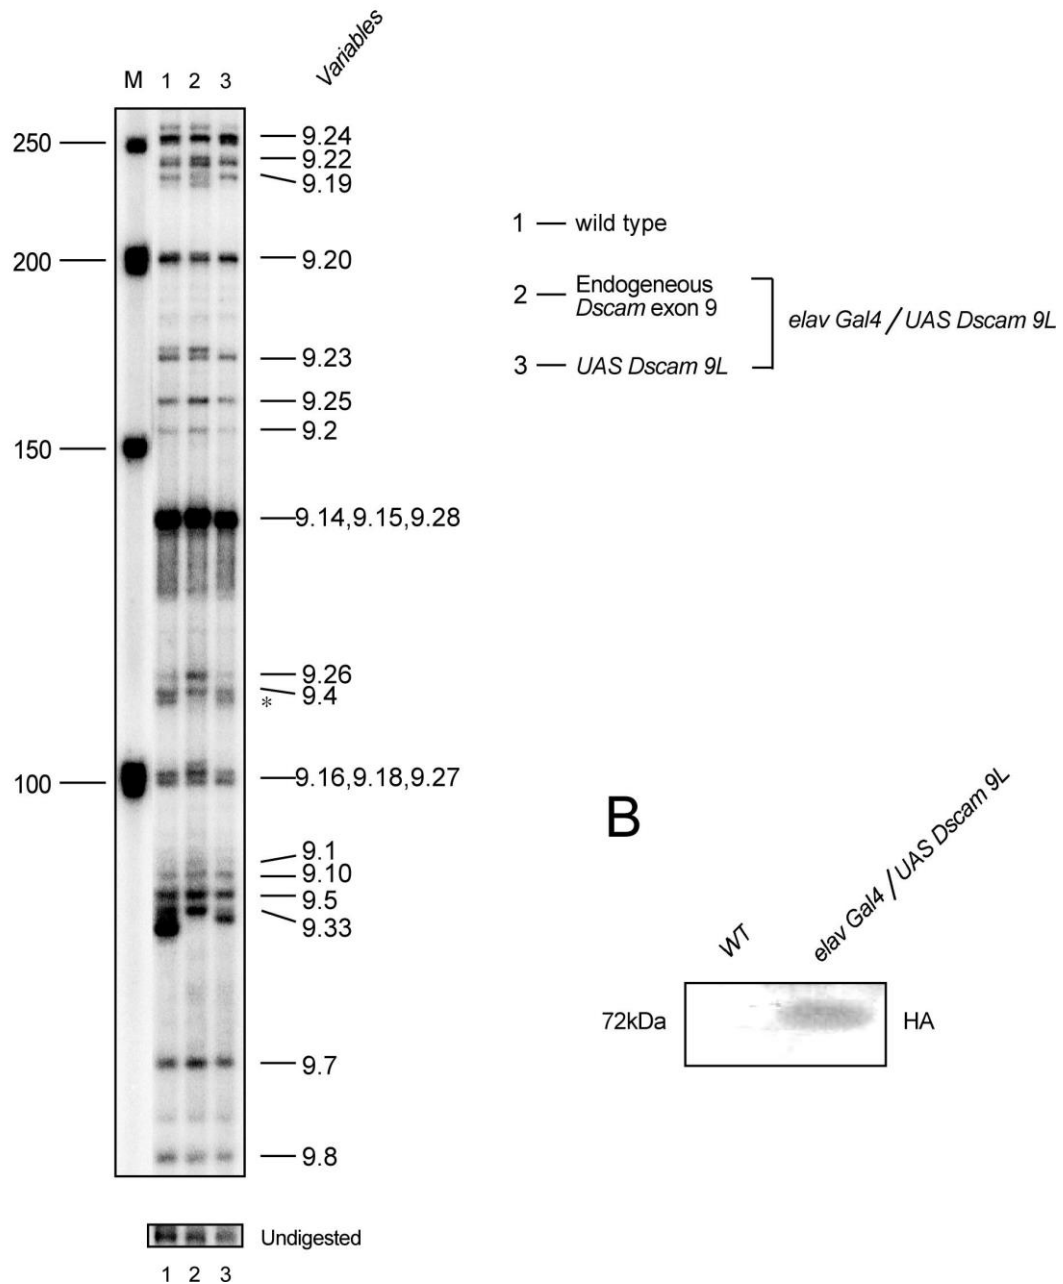 Variables
M 1 2 3
250
200
150
100
9.24
9.22
9.19
9.20
9.23
9.25
9.2
9.14,9.15,9.28
9.26
9.4
*
9.16,9.18,9.27
9.1
9.10
9.5
9.33
9.7
9.8
Undigested
1 2 3
1 — wild type
2 — Endogeneous
Dscam exon 9
3 — UAS Dscam 9L
elav Gal4 / UAS Dscam 9L
B
WT
elav Gal4 / UAS Dscam 9L
72kDa
HA